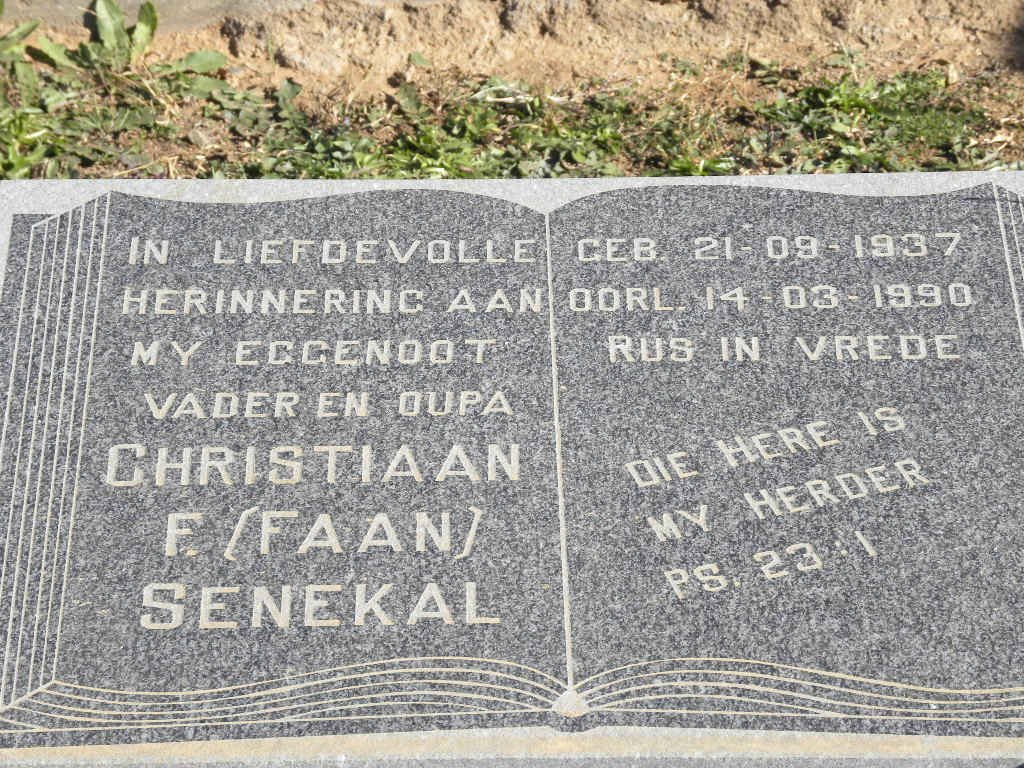 IN LIEFDEVOLLE
HERINNERING AAN
MY EGGENOOT
VADER EN OUPA
CHRISTIAAN
F. (FAAN)
SENEKAL
GEB. 21-09-1937
OORL. 14-03-1990
RUS IN VREDE
DIE HERE IS
MY HERDER
PS. 23:1